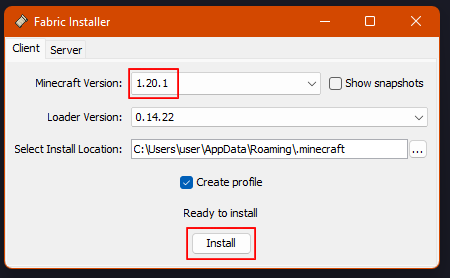 Fabric Installer
Client Server
Minecraft Version: 1.20.1 Show snapshots
Loader Version: 0.14.22
Select Install Location: C:\Users\user\AppData\Roaming\.minecraft ...
Create profile
Ready to install
Install